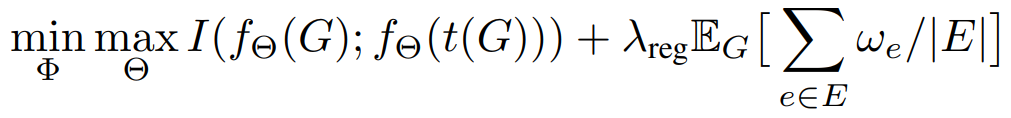 min_Φ max_Θ I(f_Θ(G); f_Θ(t(G))) + λ_reg 𝔼_G[ ∑_{e∈E} ω_e/|E| ]